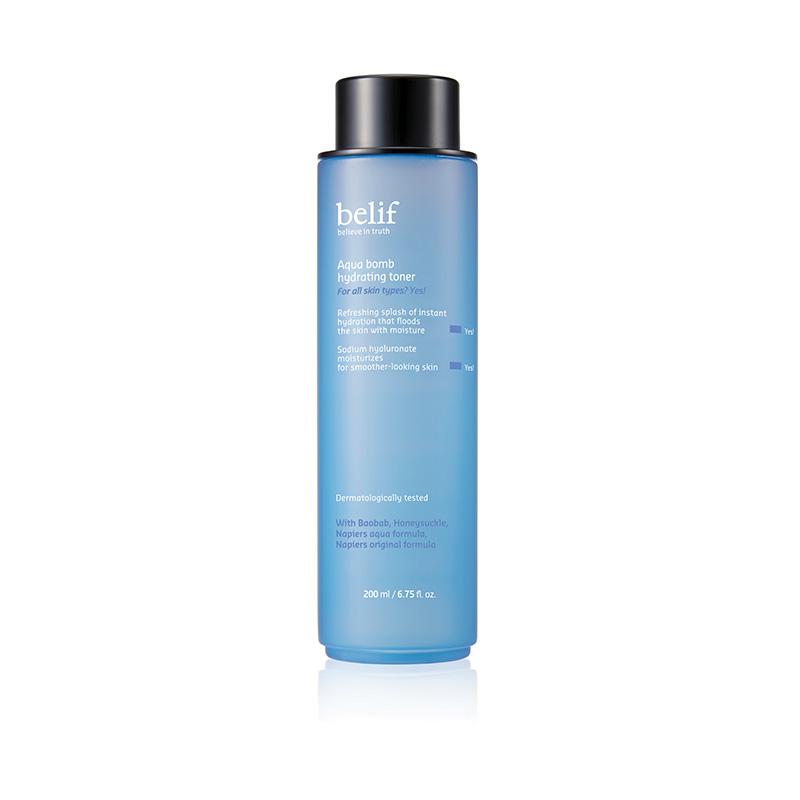 belif
believe in truth
Aqua bomb
hydrating toner
For all skin types? Yes!
Refreshing splash of instant
hydration that floods
the skin with moisture Yes!
Sodium hyaluronate
moisturizes
for smoother-looking skin Yes!
Dermatologically tested
With Baobab, Honeysuckle,
Napiers aqua formula,
Napiers original formula
200 ml / 6.75 fl. oz.